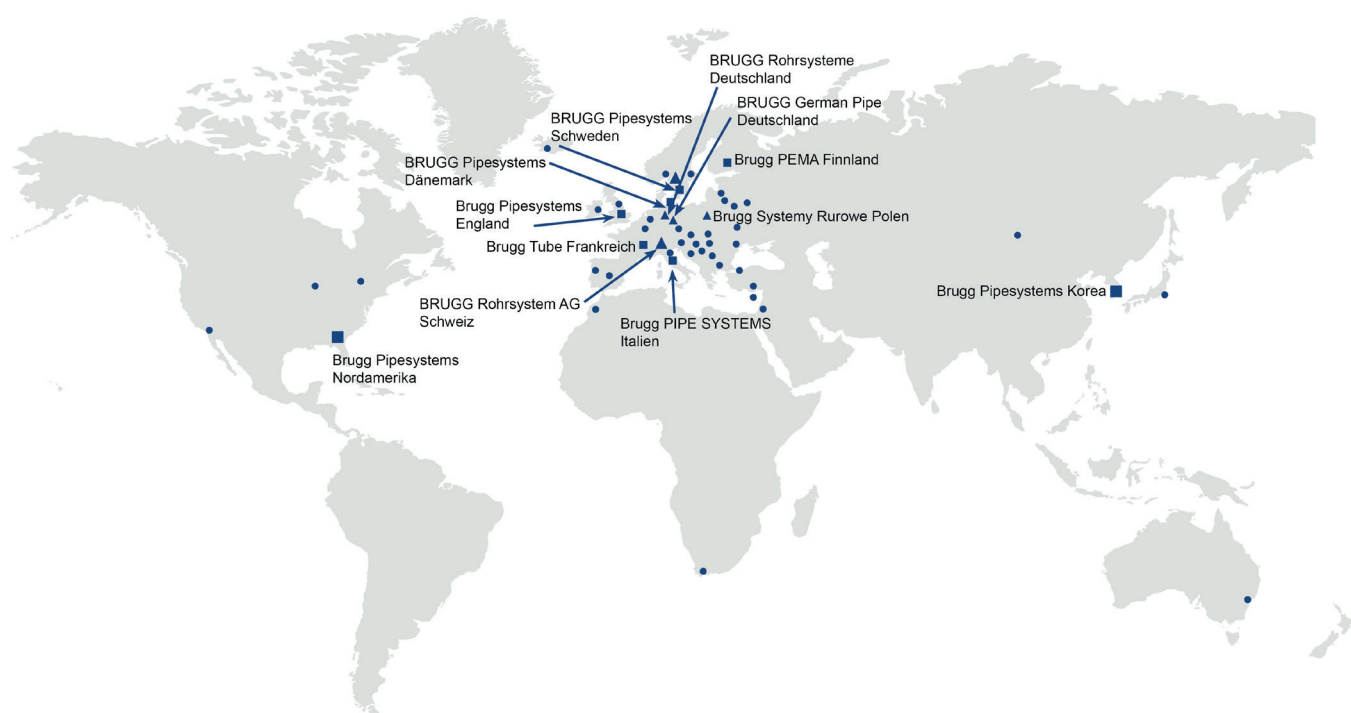 BRUGG Rohrsysteme
Deutschland
BRUGG German Pipe
Deutschland
BRUGG Pipesystems
Schweden
BRUGG Pipesystems
Dänemark
Brugg PEMA Finnland
Brugg Pipesystems
England
Brugg Systemy Rurowe Polen
Brugg Tube Frankreich
BRUGG Rohrsystem AG
Schweiz
Brugg PIPE SYSTEMS
Italien
Brugg Pipesystems Korea
Brugg Pipesystems
Nordamerika